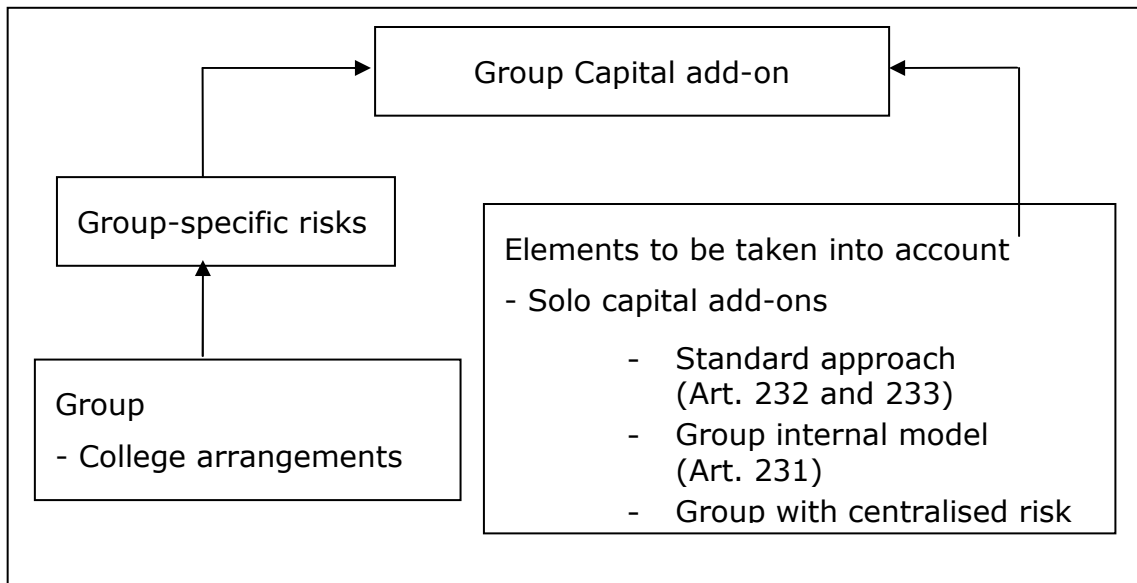 Group Capital add-on
Group-specific risks
Group
- College arrangements
Elements to be taken into account
- Solo capital add-ons
- Standard approach
(Art. 232 and 233)
- Group internal model
(Art. 231)
- Group with centralised risk